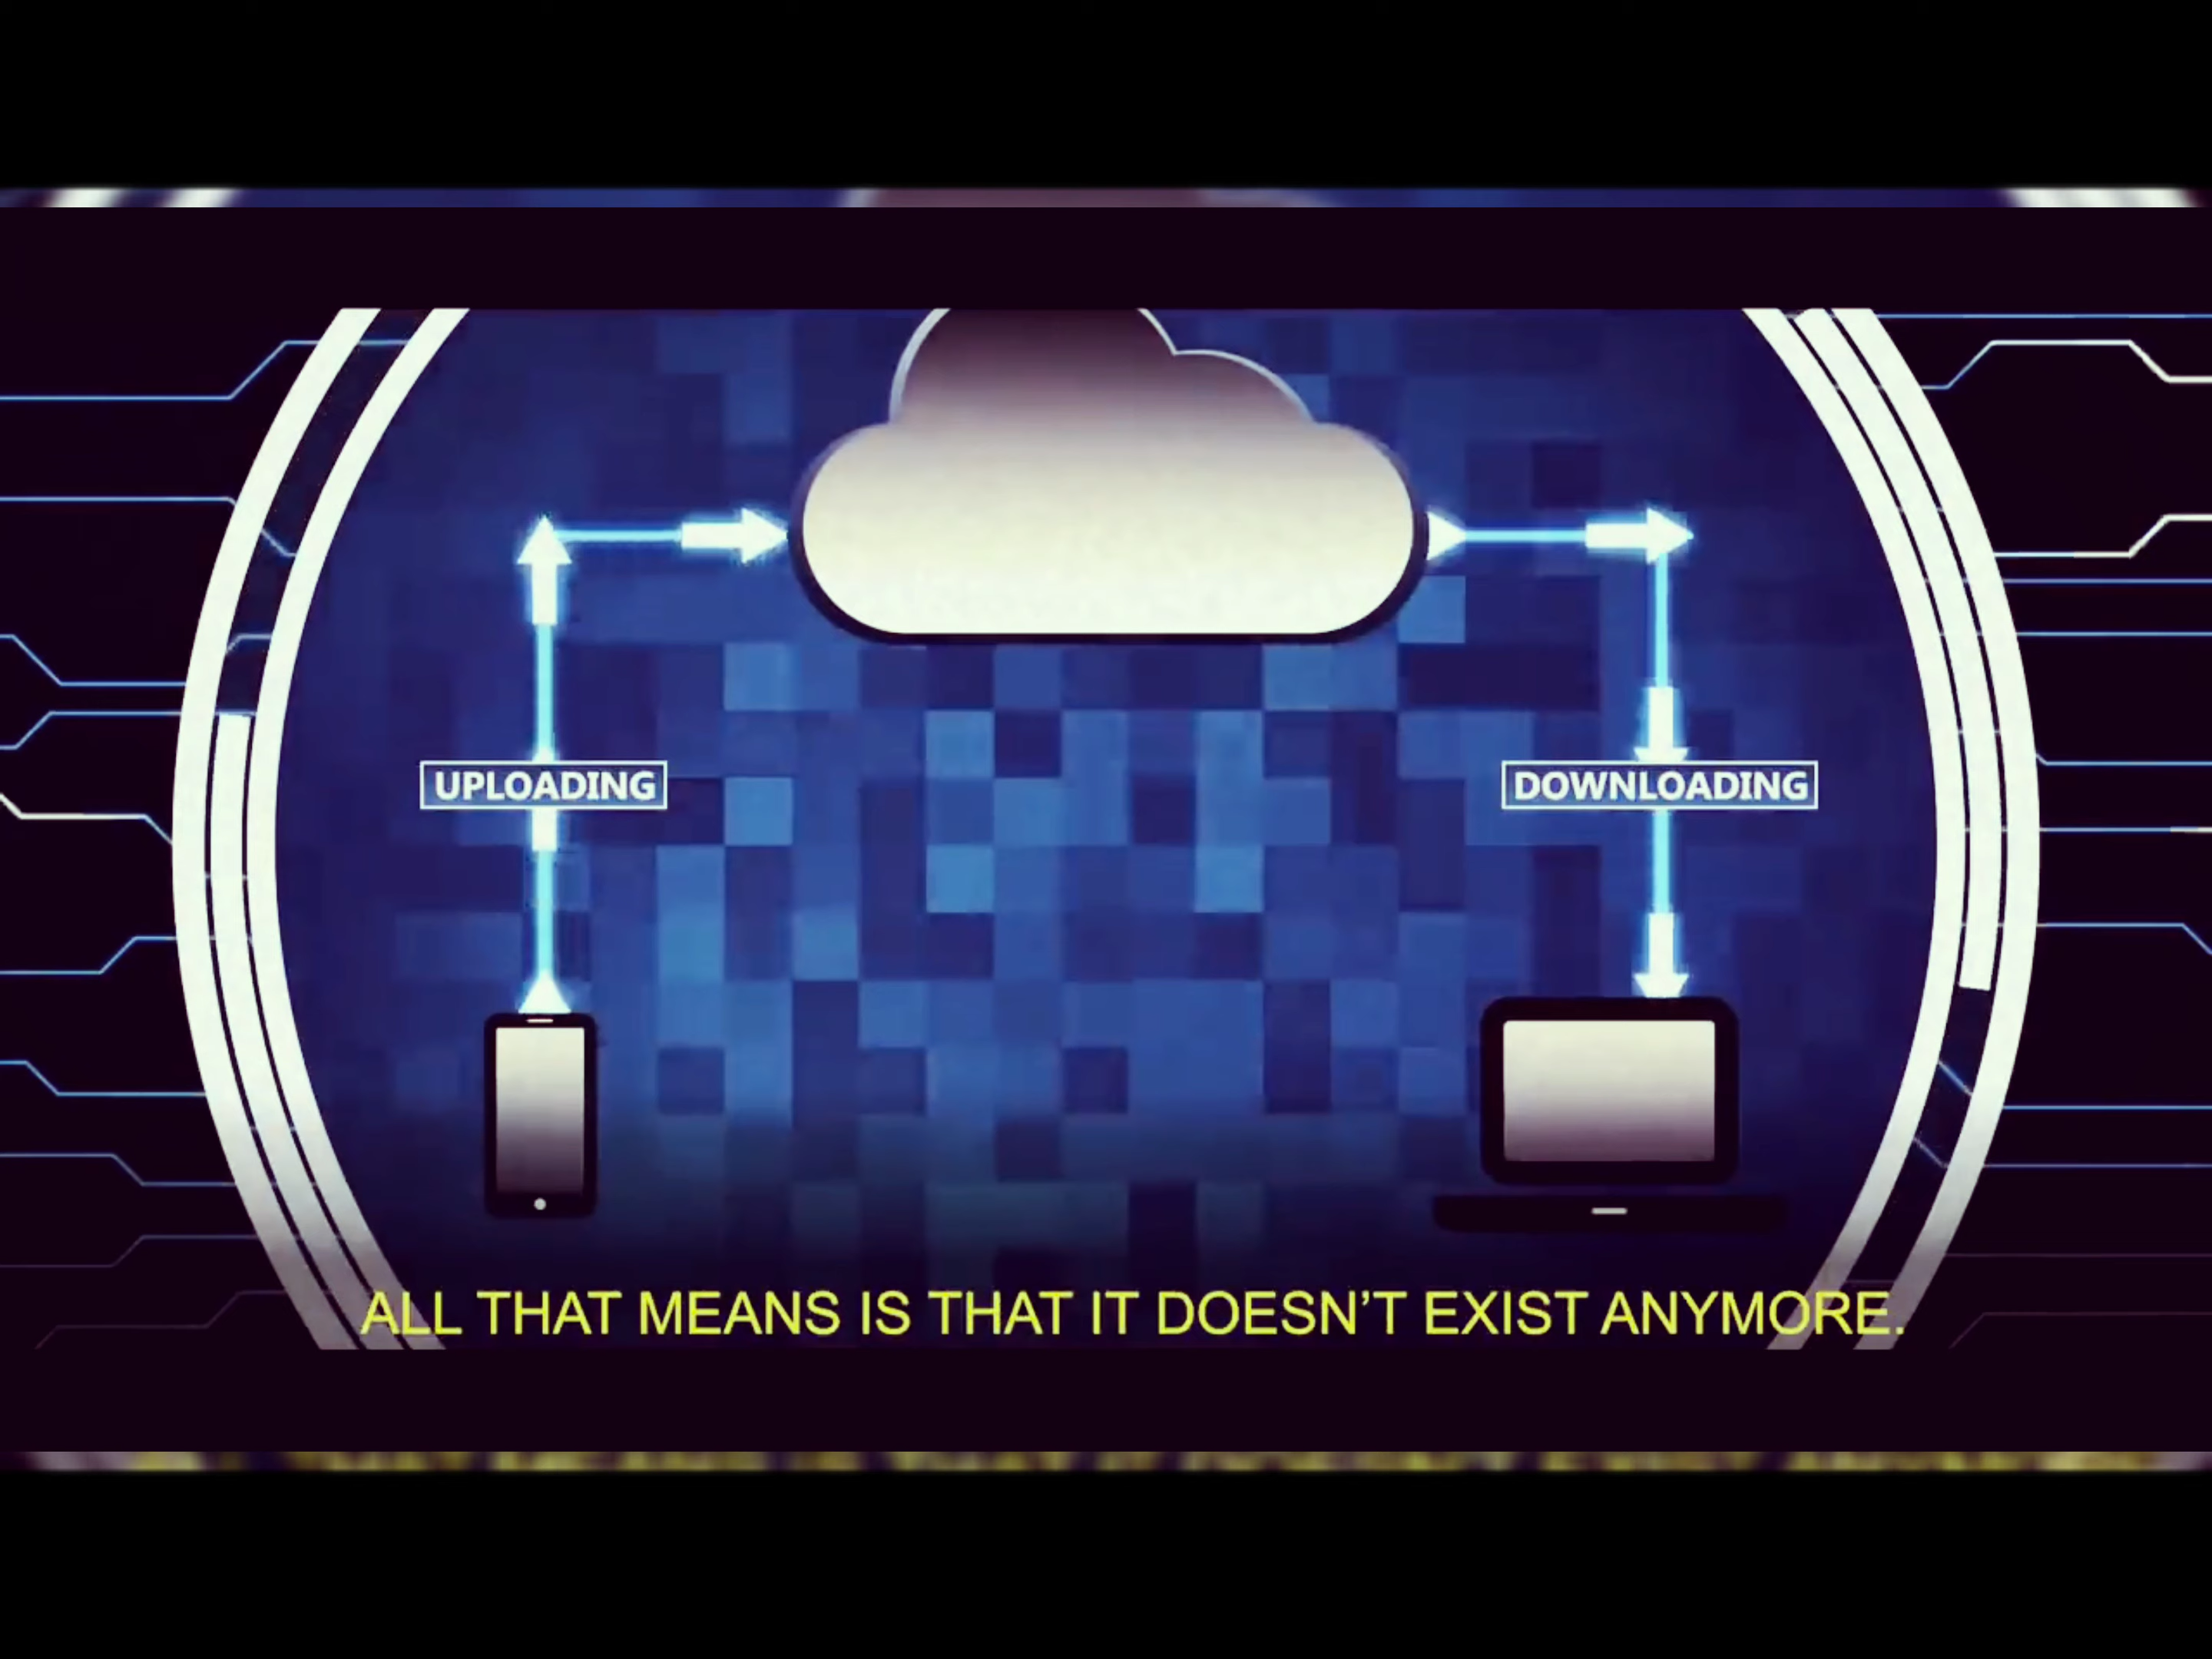 UPLOADING
DOWNLOADING
ALL THAT MEANS IS THAT IT DOESN’T EXIST ANYMORE.